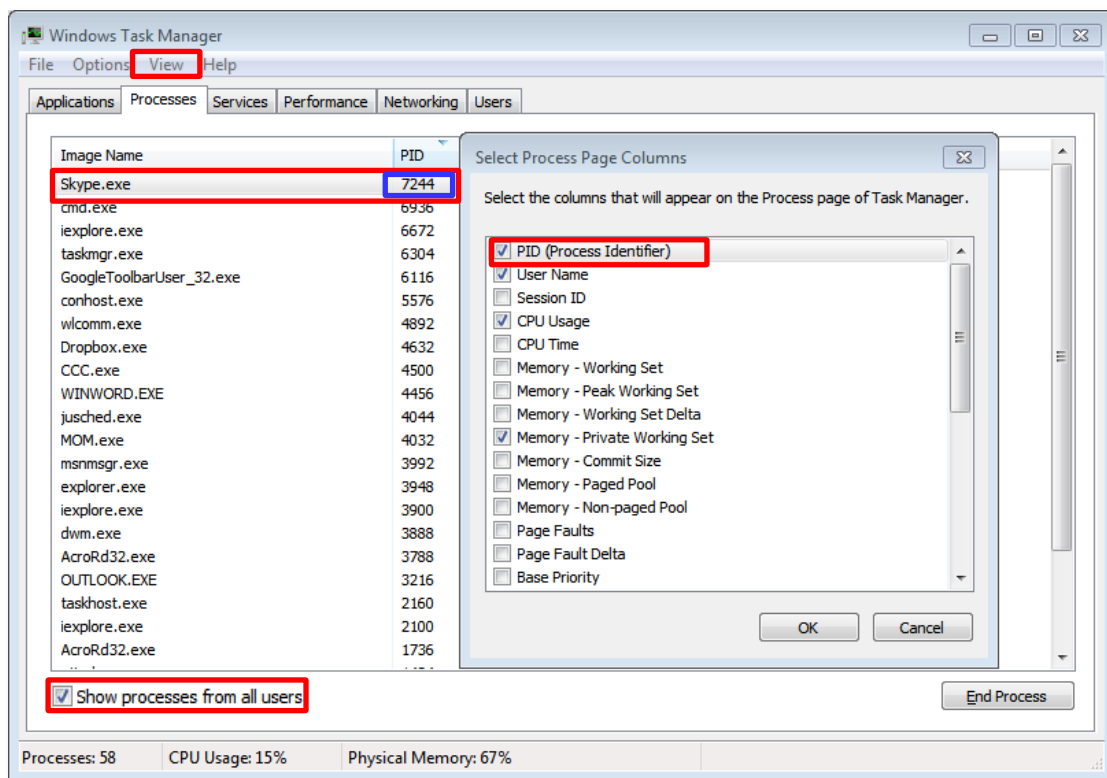 Windows Task Manager
File Options View Help
Applications Processes Services Performance Networking Users
Image Name PID
Skype.exe 7244
cmd.exe 6936
iexplore.exe 6672
taskmgr.exe 6304
GoogleToolbarUser_32.exe 6116
conhost.exe 5576
wlcomm.exe 4892
Dropbox.exe 4632
CCC.exe 4500
WINWORD.EXE 4456
jusched.exe 4044
MOM.exe 4032
msnmsgr.exe 3992
explorer.exe 3948
iexplore.exe 3900
dwm.exe 3888
AcroRd32.exe 3788
OUTLOOK.EXE 3216
taskhost.exe 2160
iexplore.exe 2100
AcroRd32.exe 1736
Select Process Page Columns
Select the columns that will appear on the Process page of Task Manager.
PID (Process Identifier)
User Name
Session ID
CPU Usage
CPU Time
Memory - Working Set
Memory - Peak Working Set
Memory - Working Set Delta
Memory - Private Working Set
Memory - Commit Size
Memory - Paged Pool
Memory - Non-paged Pool
Page Faults
Page Fault Delta
Base Priority
OK Cancel
Show processes from all users
End Process
Processes: 58 CPU Usage: 15% Physical Memory: 67%